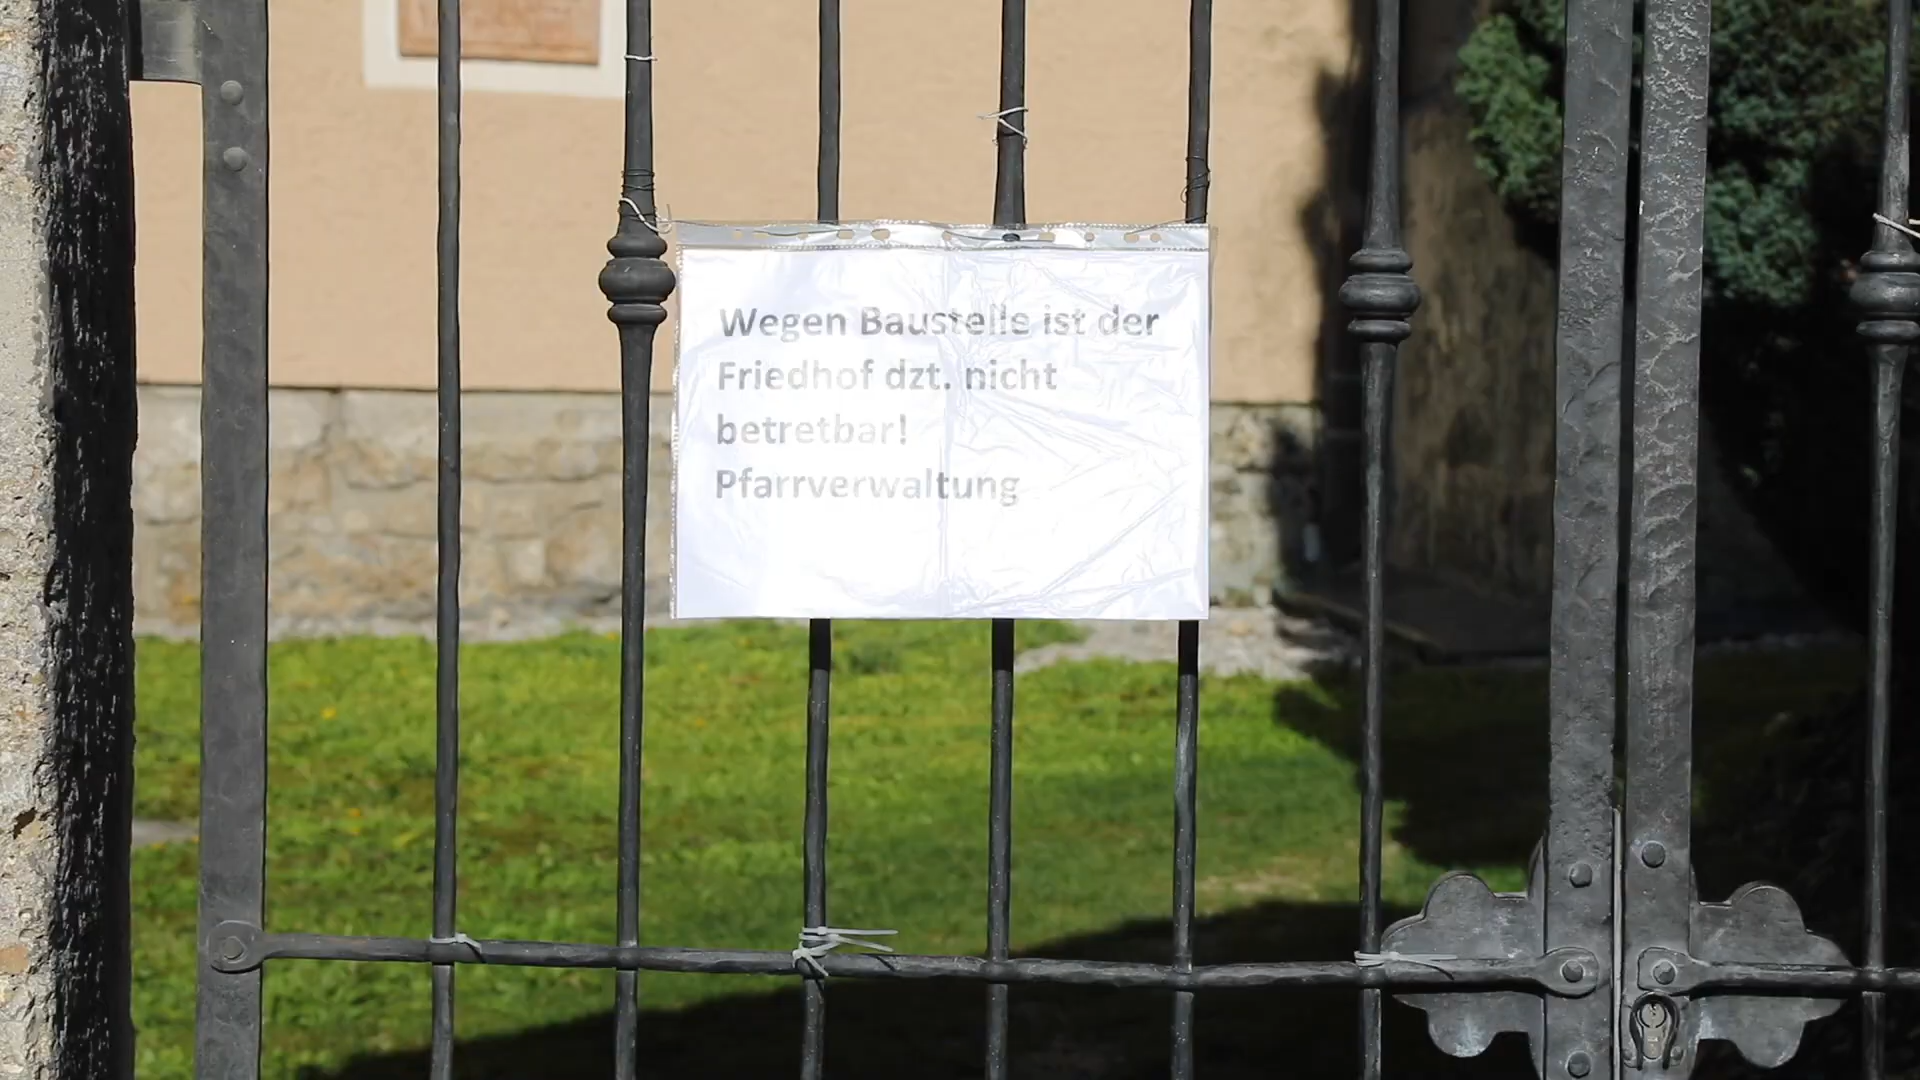 Wegen Baustelle ist der
Friedhof dzt. nicht
betretbar!
Pfarrverwaltung